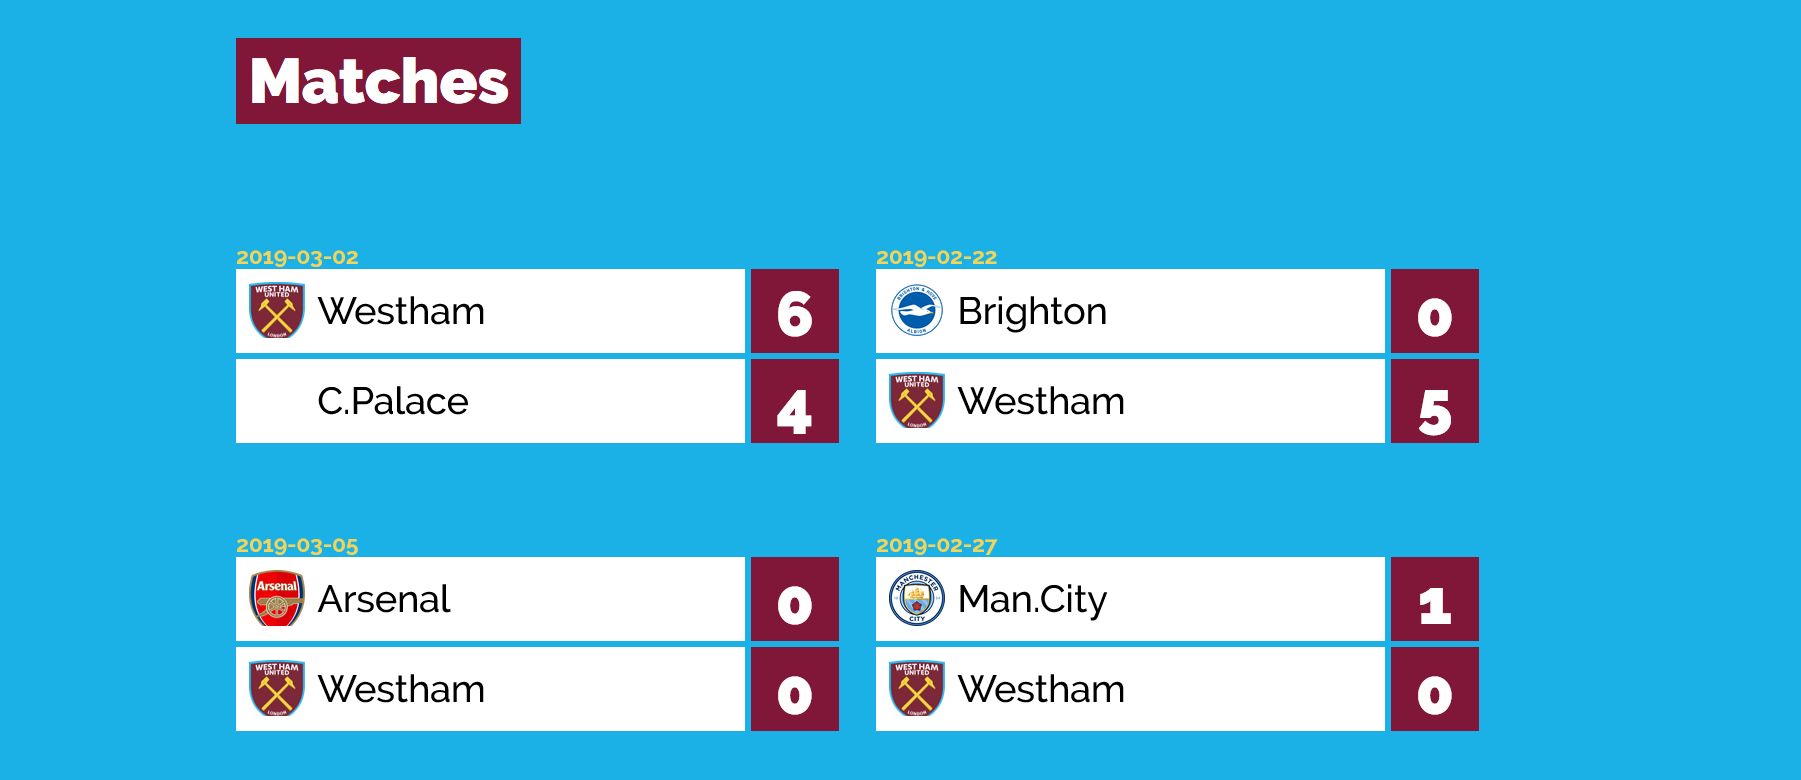 Matches
2019-03-02
WEST HAM
UNITED
LONDON
Westham
6
C.Palace
4
2019-02-22
BRIGHTON & HOVE
ALBION
Brighton
0
WEST HAM
UNITED
LONDON
Westham
5
2019-03-05
Arsenal
Arsenal
0
WEST HAM
UNITED
LONDON
Westham
0
2019-02-27
MANCHESTER
CITY
Man.City
1
WEST HAM
UNITED
LONDON
Westham
0